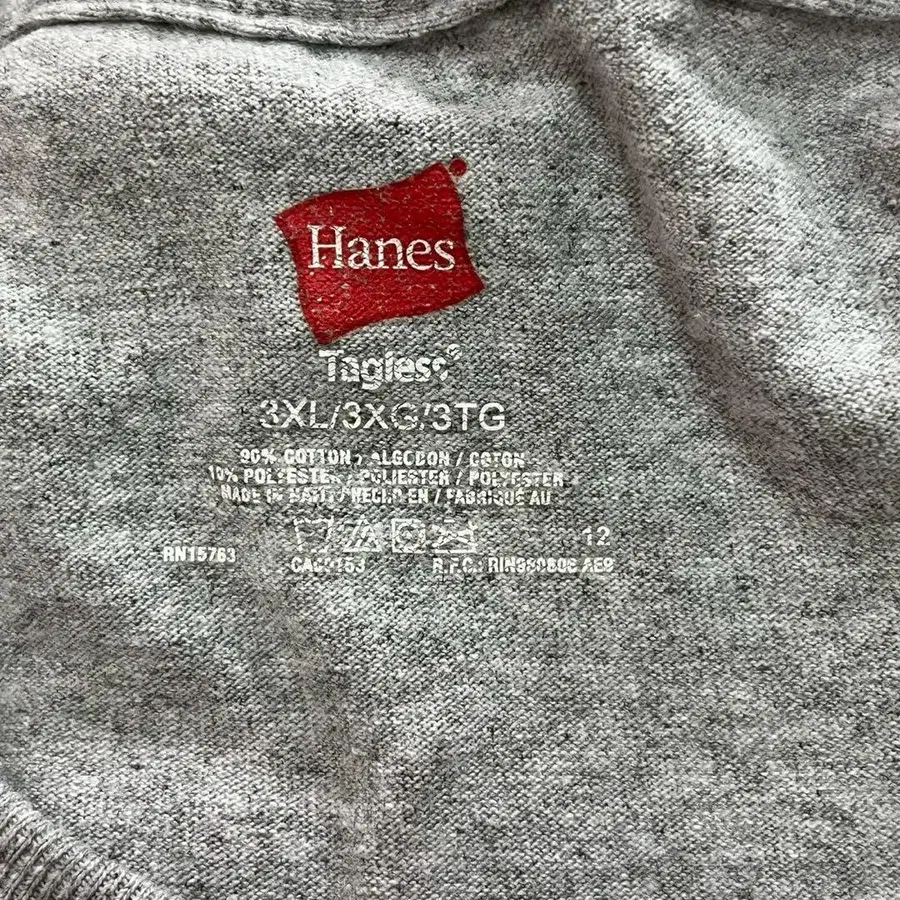 Hanes
Tagless
3XL/3XG/3TG
90% COTTON / ALGODON / COTON
10% POLYESTER / POLIESTER / POLYESTER
MADE IN HAITI / HECHO EN / FABRIQUE AU
12
RN15763
R.F.C.: